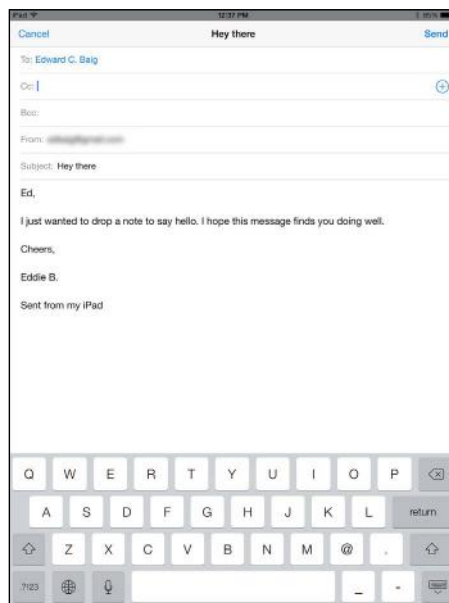 iPad 12:37 PM 95%
Cancel Hey there Send
To: Edward C. Baig
Cc:
Bcc:
From:
Subject: Hey there
Ed,
I just wanted to drop a note to say hello. I hope this message finds you doing well.
Cheers,
Eddie B.
Sent from my iPad
Q W E R T Y U I O P
A S D F G H J K L return
Z X C V B N M @ .
.?123 _ -